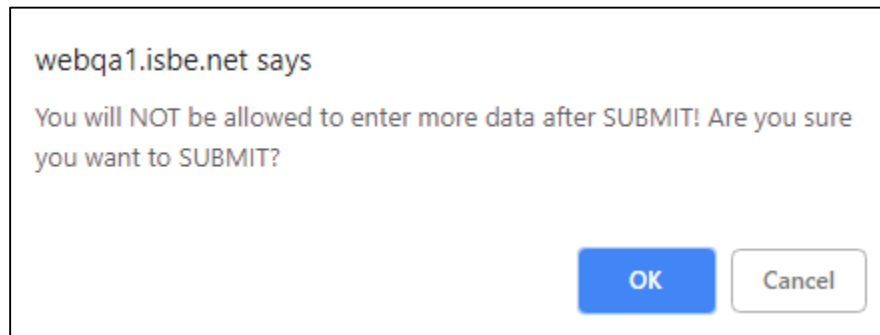 webqa1.isbe.net says
You will NOT be allowed to enter more data after SUBMIT! Are you sure
you want to SUBMIT?
OK
Cancel